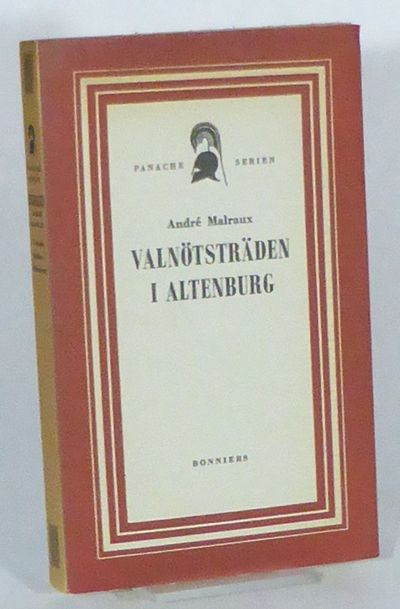 PANACHE SERIEN
André Malraux
VALNÖTSTRÄDEN
I ALTENBURG
BONNIERS